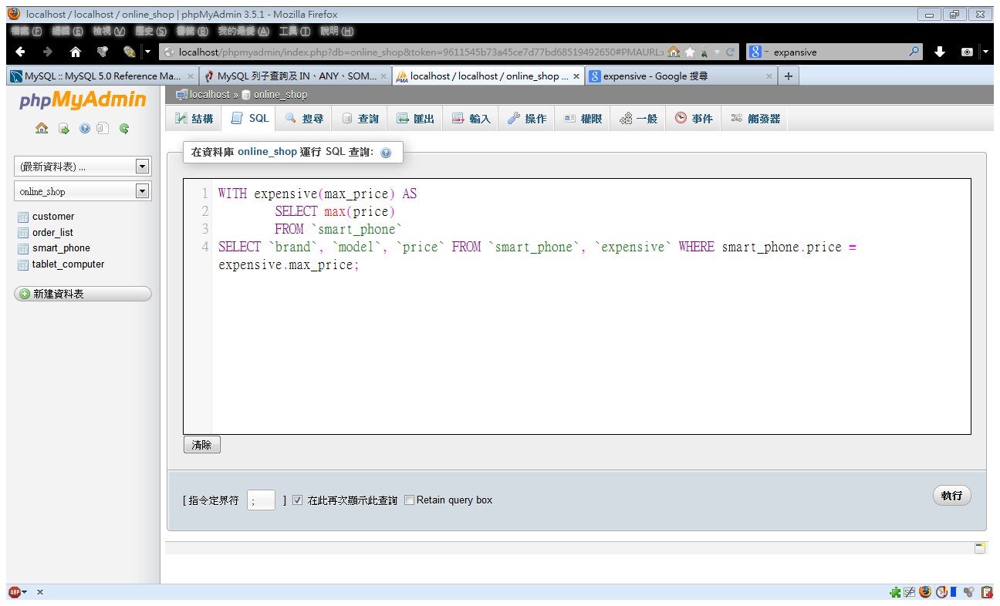 localhost / localhost / online_shop | phpMyAdmin 3.5.1 - Mozilla Firefox
檔案 (F) 編輯 (E) 檢視 (V) 歷史 (S) 書籤 (B) 我的最愛 (A) 工具 (T) 說明 (H)
localhost/phpmyadmin/index.php?db=online_shop&token=9611545b73a45ce7d77bd68519492650#PMAURL: expansive
MySQL :: MySQL 5.0 Reference Ma... MySQL 列子查詢及 IN、ANY、SOM... localhost / localhost / online_shop ... expensive - Google 搜尋
phpMyAdmin
localhost » online_shop
結構 SQL 搜尋 查詢 匯出 輸入 操作 權限 一般 事件 觸發器
(最新資料表) ...
online_shop
customer
order_list
smart_phone
tablet_computer
新建資料表
在資料庫 online_shop 運行 SQL 查詢:
1 WITH expensive(max_price) AS
2 SELECT max(price)
3 FROM `smart_phone`
4 SELECT `brand`, `model`, `price` FROM `smart_phone`, `expensive` WHERE smart_phone.price =
expensive.max_price;
清除
[ 指令定界符 ; ] 在此再次顯示此查詢 Retain query box
執行
ABP